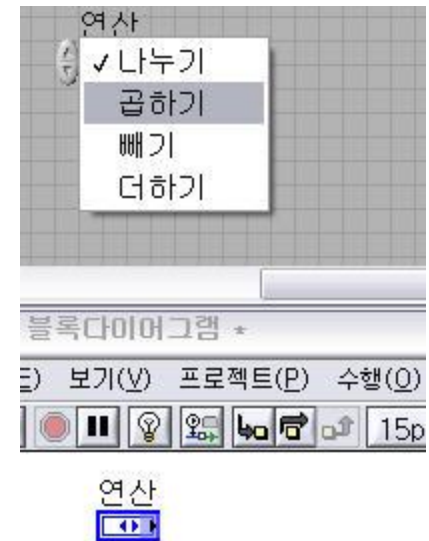 연산
✓나누기
곱하기
빼기
더하기
블록다이어그램 *
E) 보기(V) 프로젝트(P) 수행(O)
15p
연산